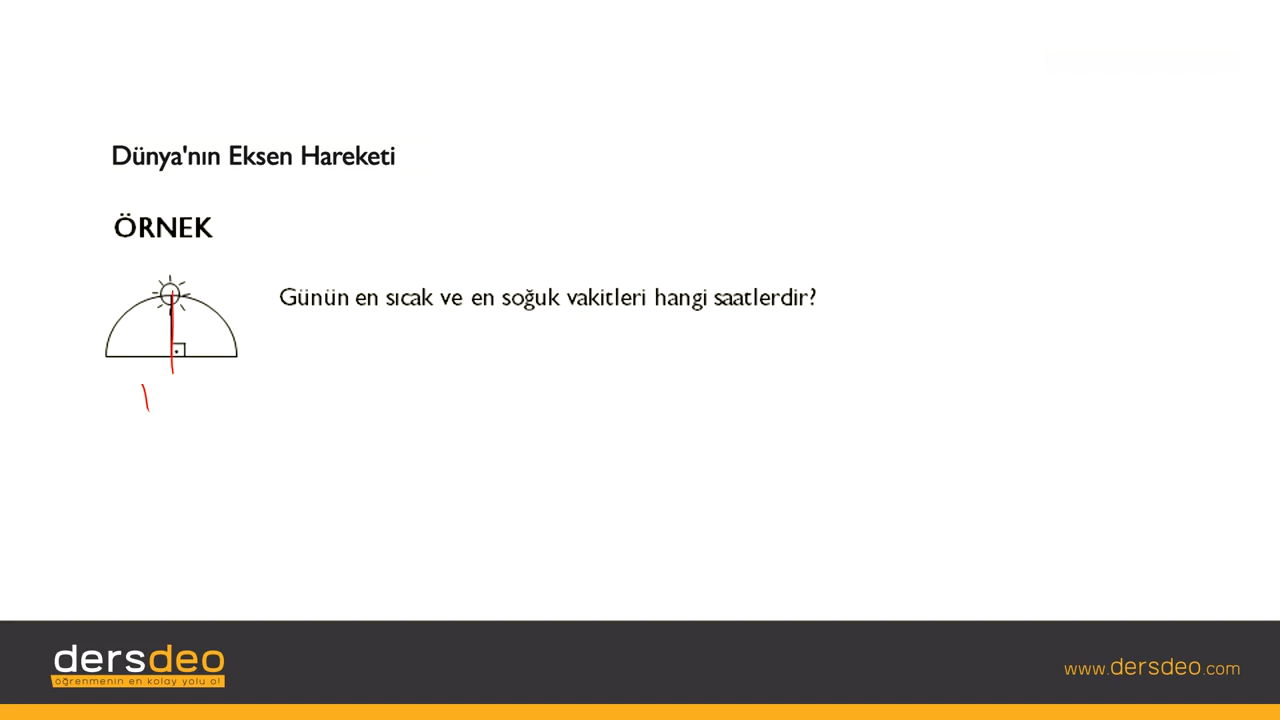 Dünya'nın Eksen Hareketi
ÖRNEK
Günün en sıcak ve en soğuk vakitleri hangi saatlerdir?
dersdeo
öğrenmenin en kolay yolu o!
www.dersdeo.com